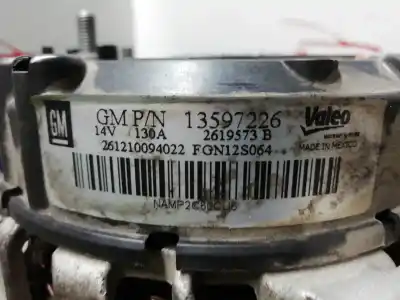 GM
GM P/N 13597226
Valeo
14V 130A 2619573 B
MADE IN MEXICO
261210094022 FGN12S064